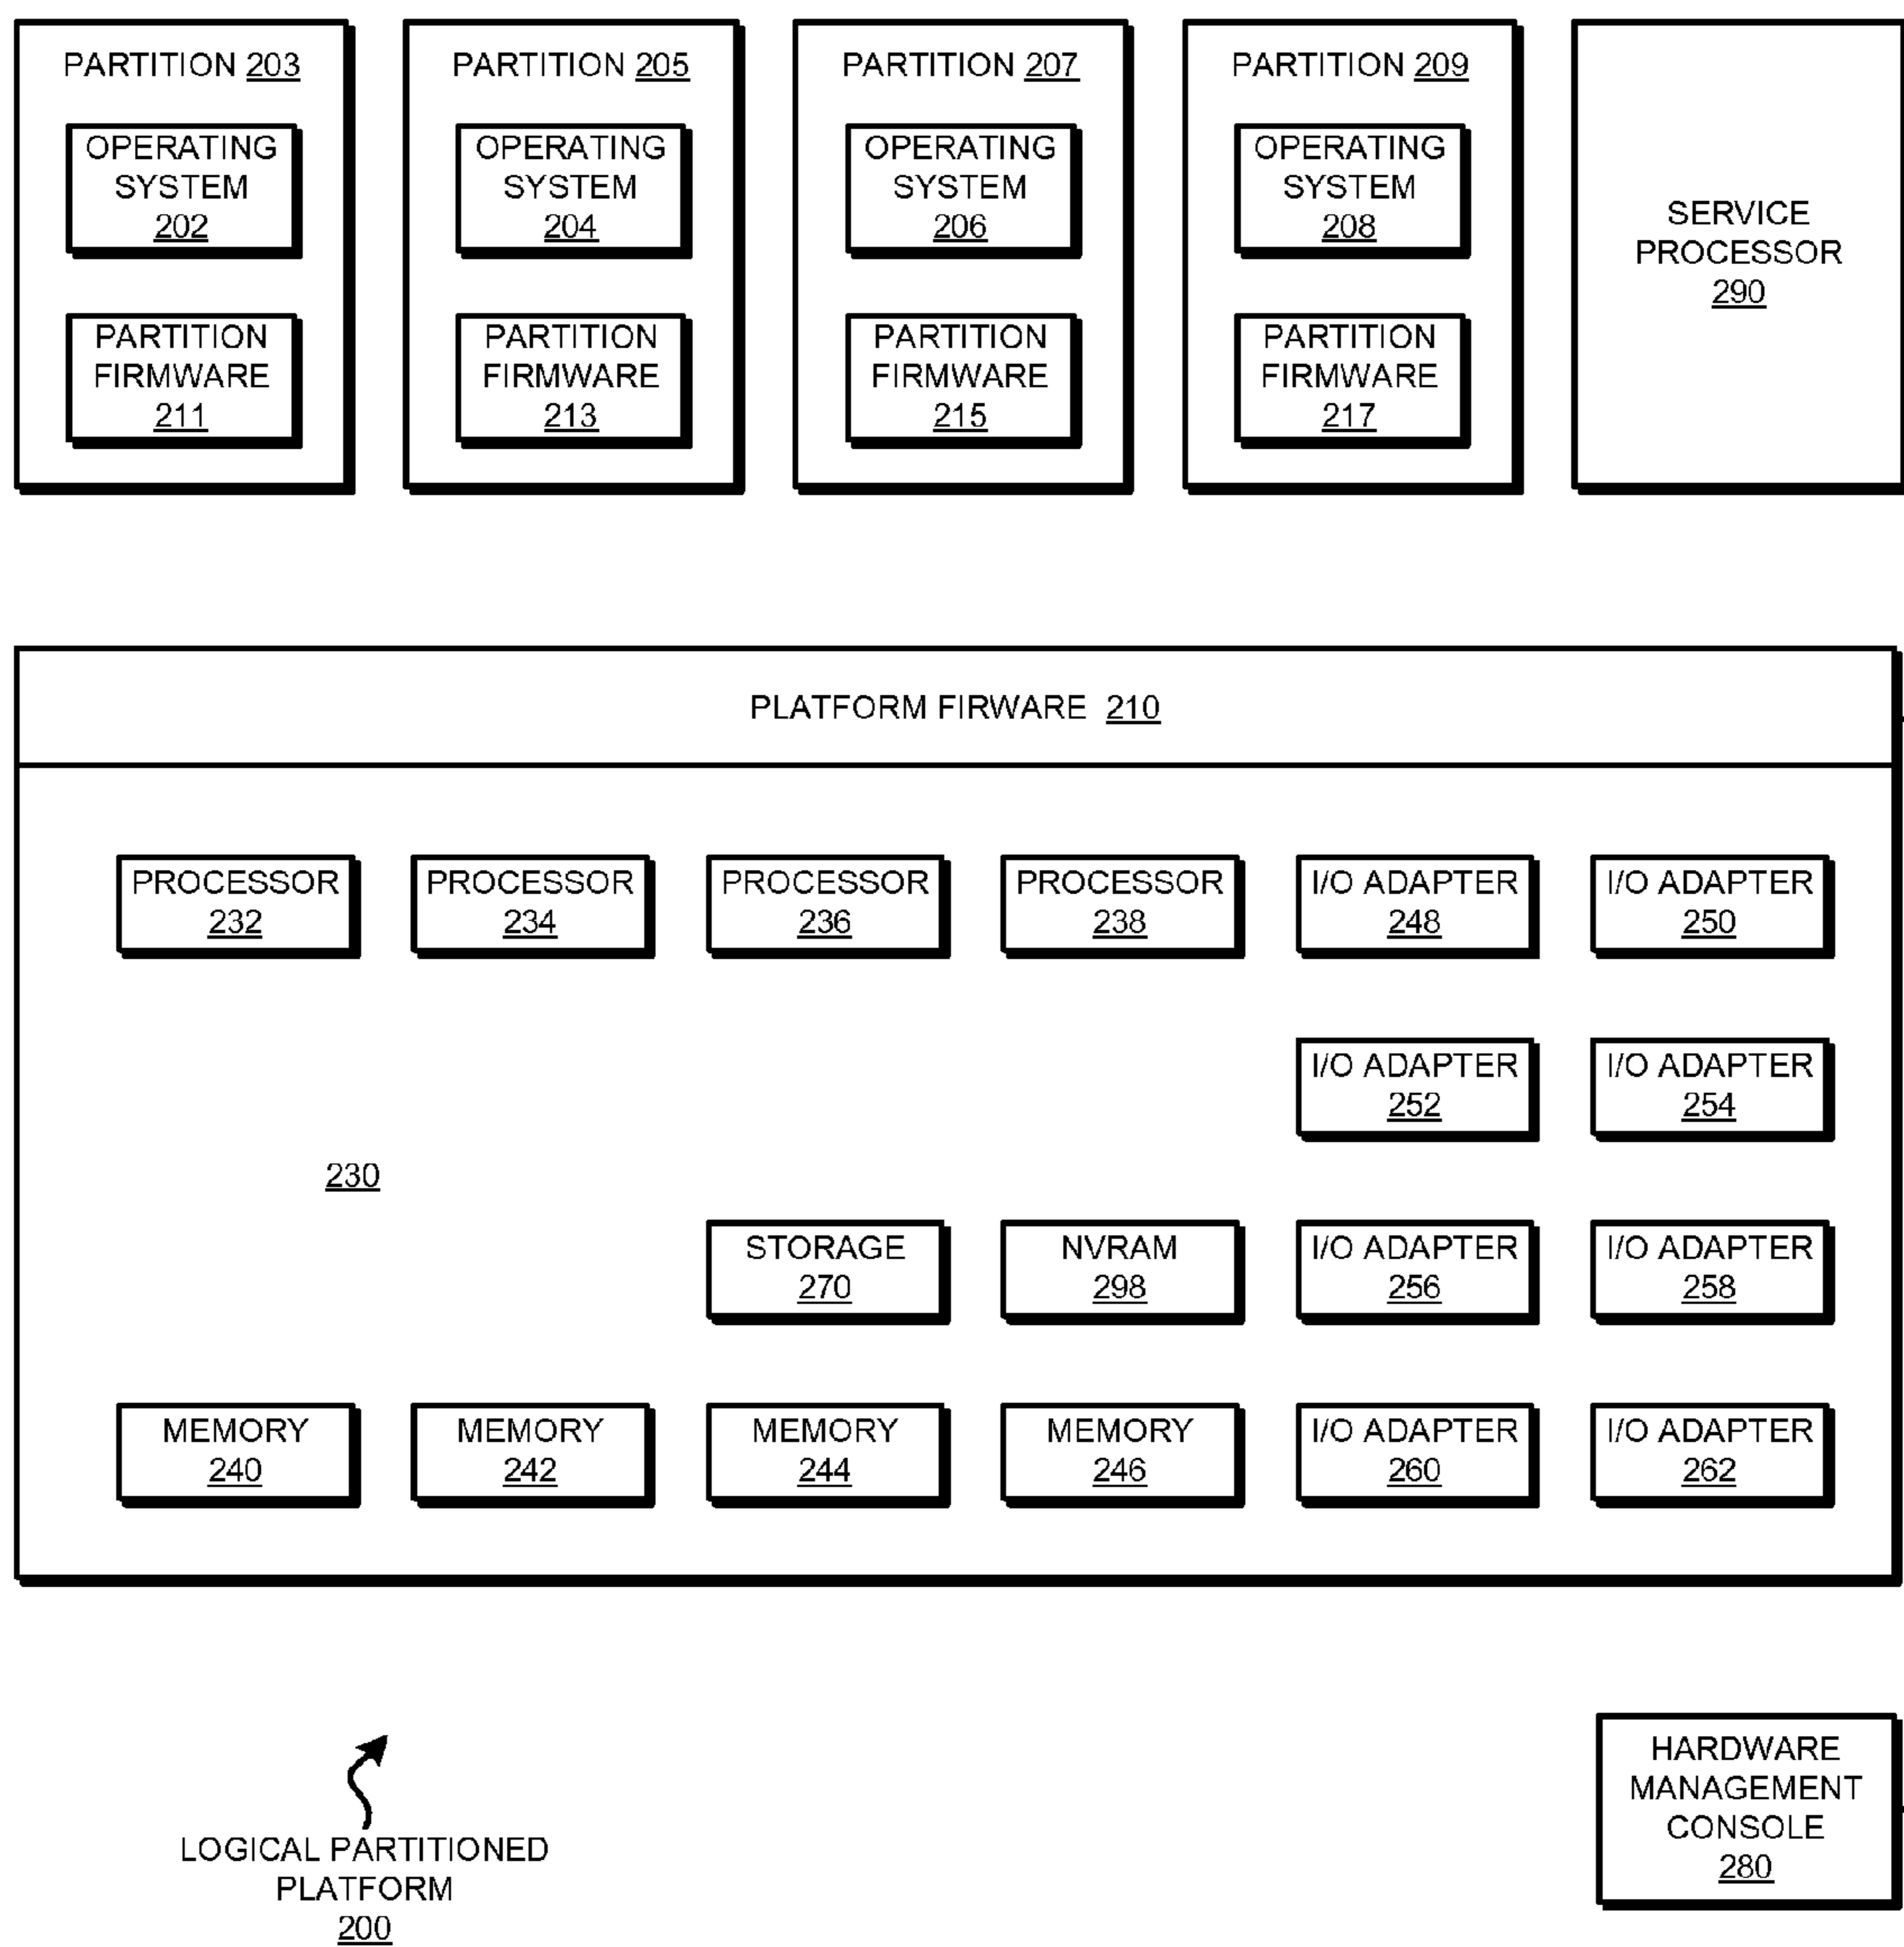 PARTITION 203
OPERATING
SYSTEM
202
PARTITION
FIRMWARE
211
PARTITION 205
OPERATING
SYSTEM
204
PARTITION
FIRMWARE
213
PARTITION 207
OPERATING
SYSTEM
206
PARTITION
FIRMWARE
215
PARTITION 209
OPERATING
SYSTEM
208
PARTITION
FIRMWARE
217
SERVICE
PROCESSOR
290
PLATFORM FIRWARE 210
PROCESSOR
232
PROCESSOR
234
PROCESSOR
236
PROCESSOR
238
I/O ADAPTER
248
I/O ADAPTER
250
I/O ADAPTER
252
I/O ADAPTER
254
230
STORAGE
270
NVRAM
298
I/O ADAPTER
256
I/O ADAPTER
258
MEMORY
240
MEMORY
242
MEMORY
244
MEMORY
246
I/O ADAPTER
260
I/O ADAPTER
262
LOGICAL PARTITIONED
PLATFORM
200
HARDWARE
MANAGEMENT
CONSOLE
280